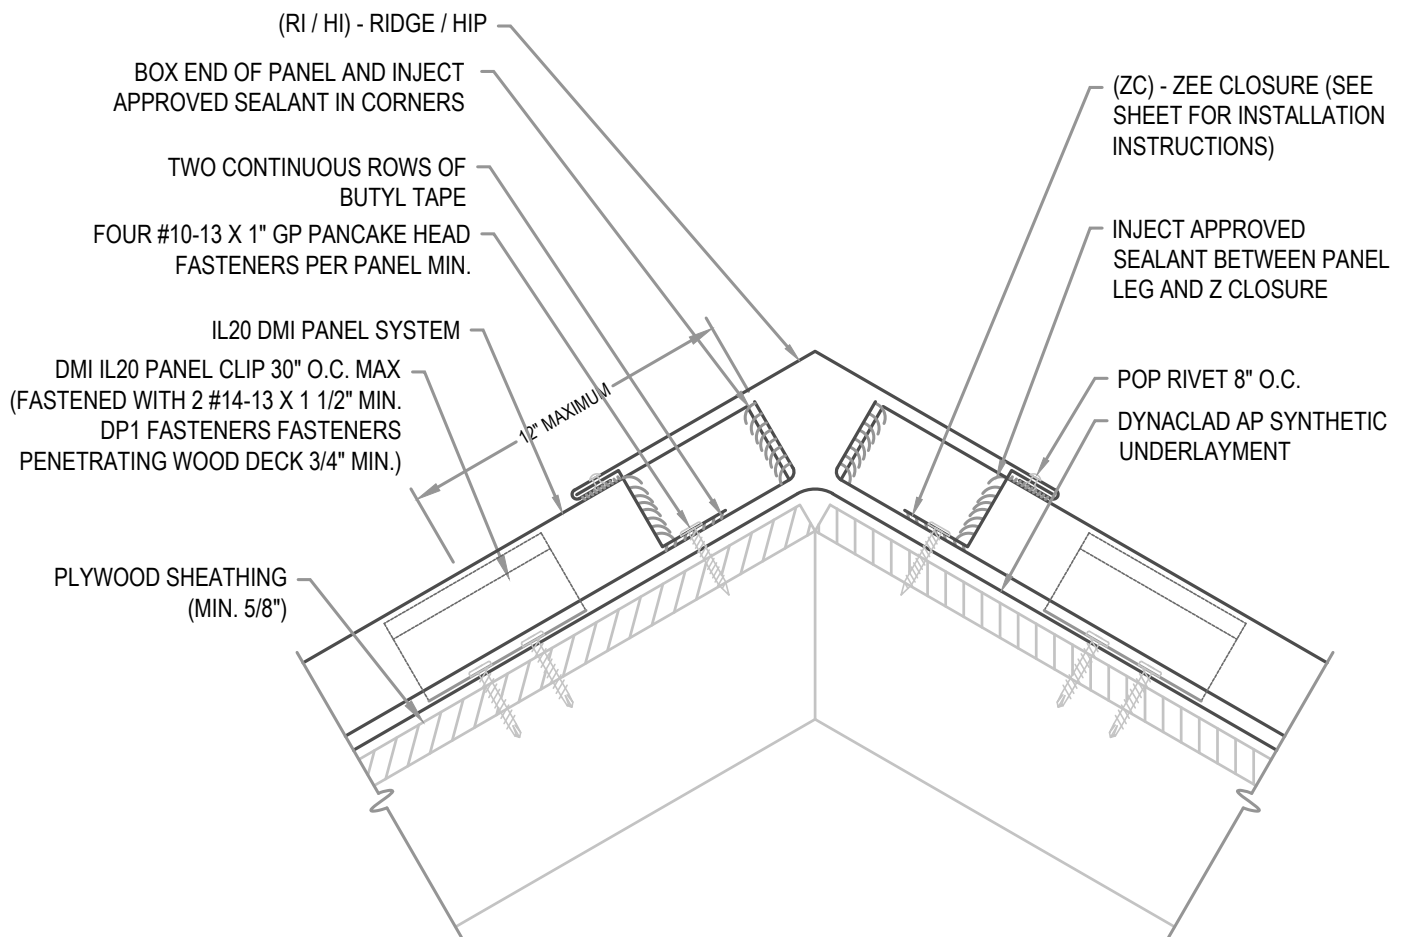 (RI / HI) - RIDGE / HIP
BOX END OF PANEL AND INJECT
APPROVED SEALANT IN CORNERS
TWO CONTINUOUS ROWS OF
BUTYL TAPE
FOUR #10-13 X 1" GP PANCAKE HEAD
FASTENERS PER PANEL MIN.
IL20 DMI PANEL SYSTEM
DMI IL20 PANEL CLIP 30" O.C. MAX
(FASTENED WITH 2 #14-13 X 1 1/2" MIN.
DP1 FASTENERS FASTENERS
PENETRATING WOOD DECK 3/4" MIN.)
PLYWOOD SHEATHING
(MIN. 5/8")
12" MAXIMUM
(ZC) - ZEE CLOSURE (SEE
SHEET FOR INSTALLATION
INSTRUCTIONS)
INJECT APPROVED
SEALANT BETWEEN PANEL
LEG AND Z CLOSURE
POP RIVET 8" O.C.
DYNACLAD AP SYNTHETIC
UNDERLAYMENT